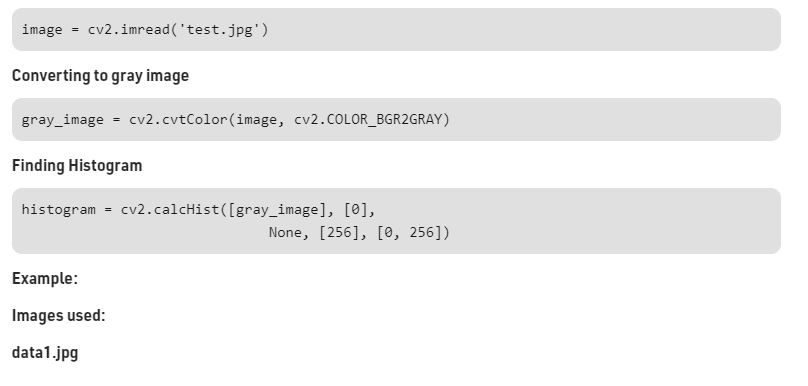 image = cv2.imread('test.jpg')
Converting to gray image
gray_image = cv2.cvtColor(image, cv2.COLOR_BGR2GRAY)
Finding Histogram
histogram = cv2.calcHist([gray_image], [0],
                              None, [256], [0, 256])
Example:
Images used:
data1.jpg